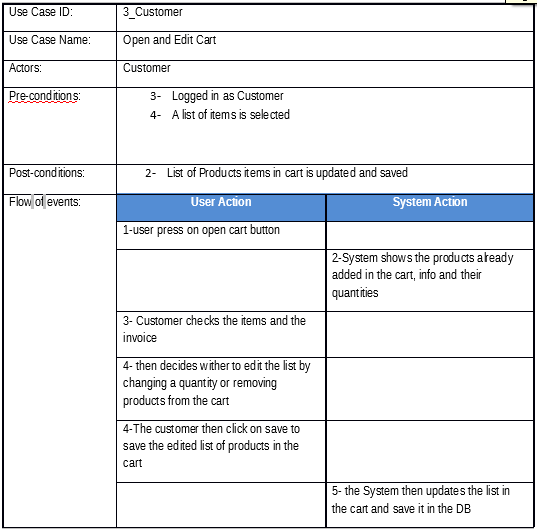 Use Case ID: 3_Customer
Use Case Name: Open and Edit Cart
Actors: Customer
Pre-conditions: 3- Logged in as Customer
4- A list of items is selected
Post-conditions: 2- List of Products items in cart is updated and saved
Flow of events: User Action System Action
1-user press on open cart button
2-System shows the products already
added in the cart, info and their
quantities
3- Customer checks the items and the
invoice
4- then decides wither to edit the list by
changing a quantity or removing
products from the cart
4-The customer then click on save to
save the edited list of products in the
cart
5- the System then updates the list in
the cart and save it in the DB